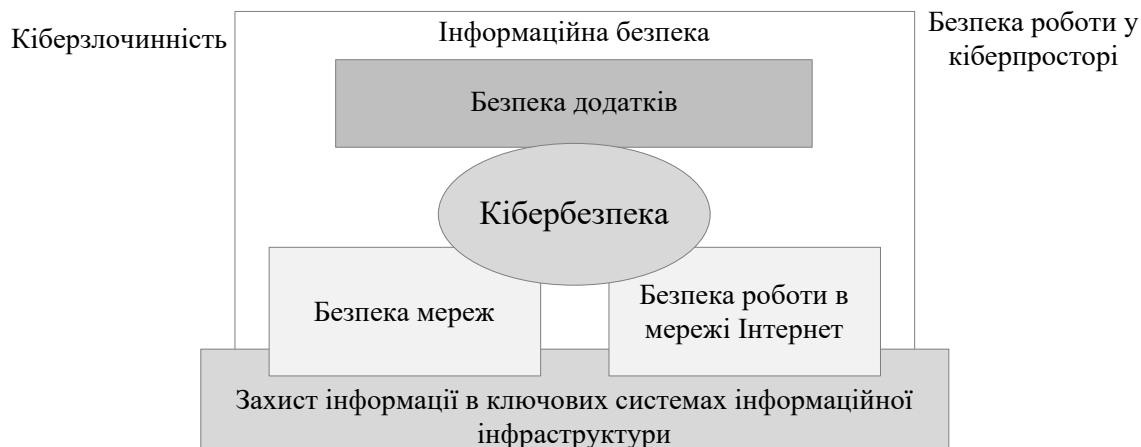 Кіберзлочинність
Інформаційна безпека
Безпека роботи у
кіберпросторі
Безпека додатків
Кібербезпека
Безпека мереж
Безпека роботи в
мережі Інтернет
Захист інформації в ключових системах інформаційної
інфраструктури